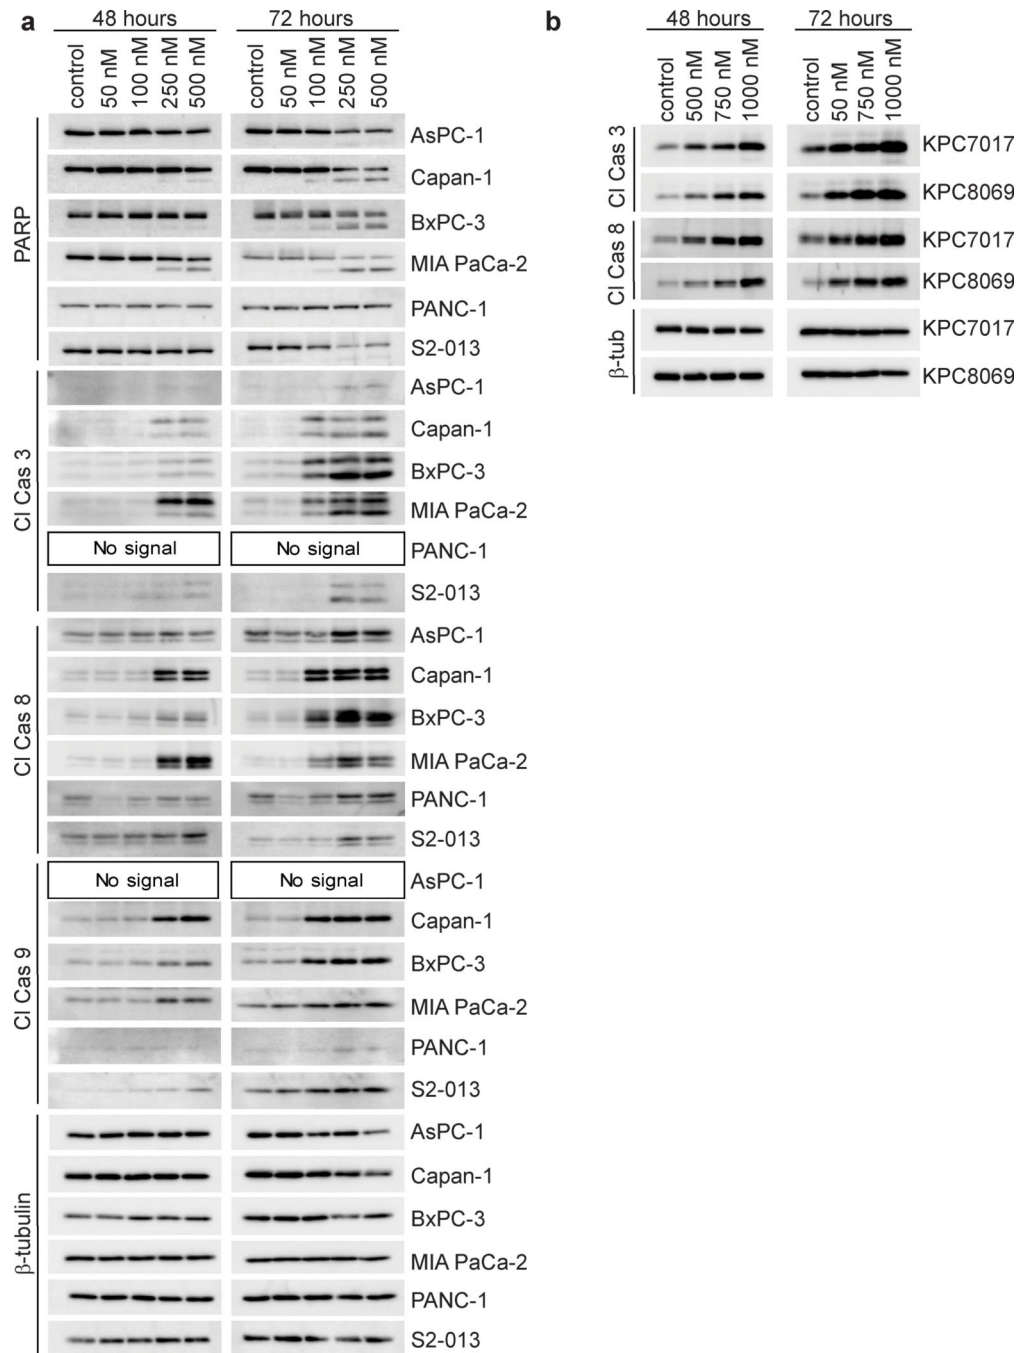 a
48 hours
72 hours
control
50 nM
100 nM
250 nM
500 nM
control
50 nM
100 nM
250 nM
500 nM
PARP
AsPC-1
Capan-1
BxPC-3
MIA PaCa-2
PANC-1
S2-013
Cl Cas 3
AsPC-1
Capan-1
BxPC-3
MIA PaCa-2
No signal
No signal
PANC-1
S2-013
Cl Cas 8
AsPC-1
Capan-1
BxPC-3
MIA PaCa-2
PANC-1
S2-013
Cl Cas 9
No signal
No signal
AsPC-1
Capan-1
BxPC-3
MIA PaCa-2
PANC-1
S2-013
β-tubulin
AsPC-1
Capan-1
BxPC-3
MIA PaCa-2
PANC-1
S2-013
b
48 hours
72 hours
control
500 nM
750 nM
1000 nM
control
50 nM
750 nM
1000 nM
Cl Cas 3
KPC7017
KPC8069
Cl Cas 8
KPC7017
KPC8069
β-tub
KPC7017
KPC8069